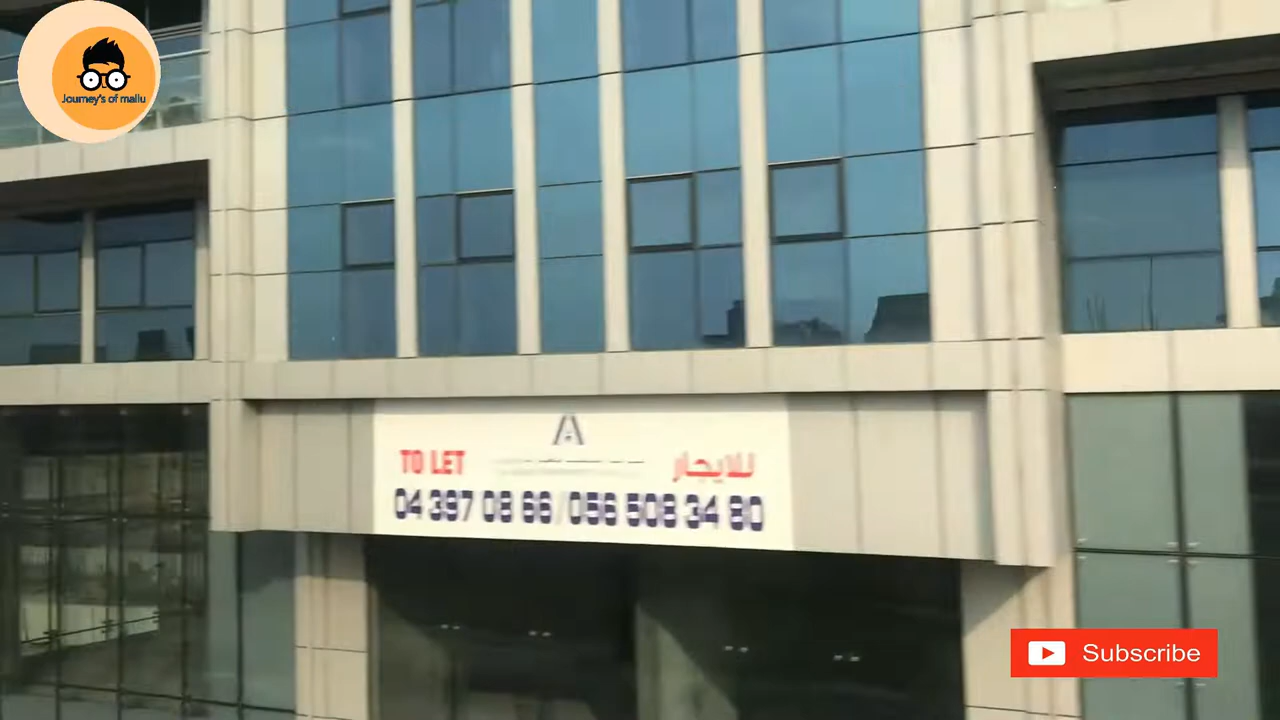 Journey's of mallu
TO LET
للايجار
04 397 08 66 / 056 508 34 80
Subscribe